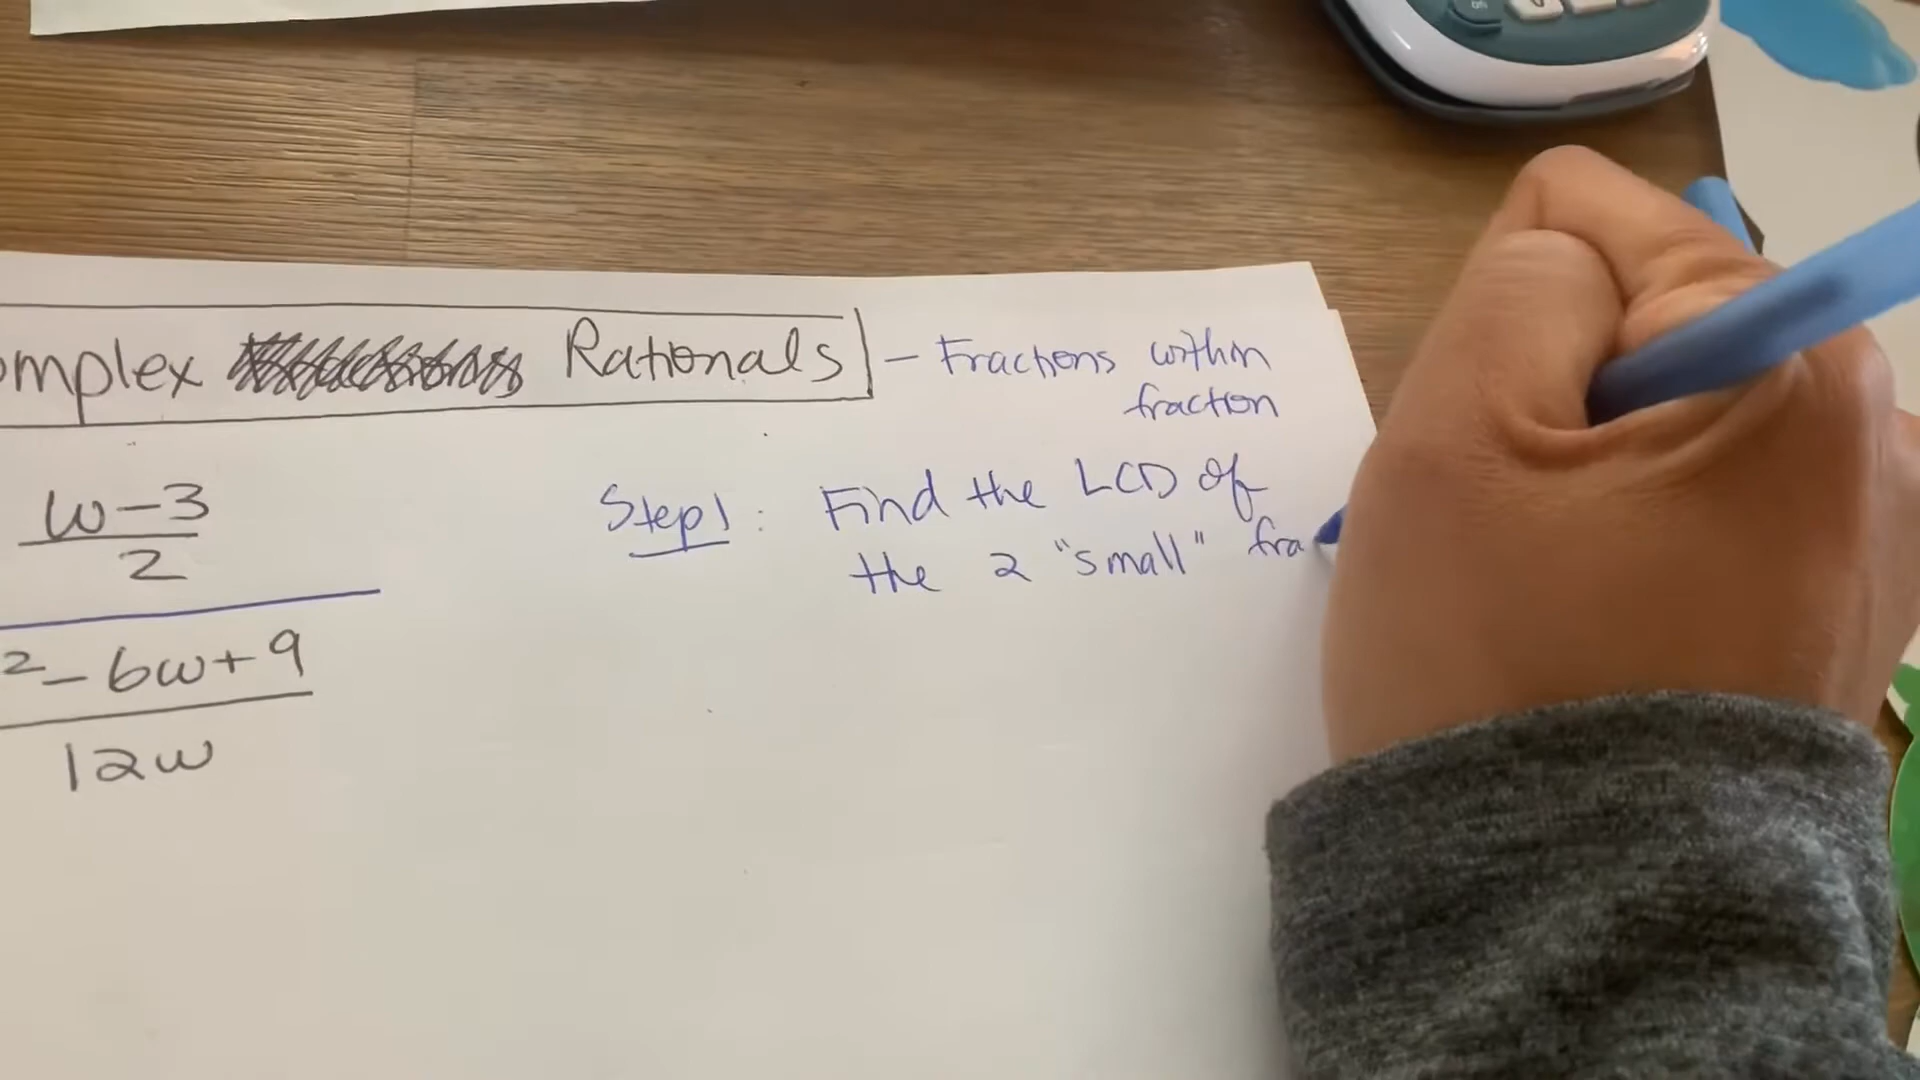 omplex Rationals - Fractions within
fraction
w-3
2
2 - 6w+9
12w
Step 1: Find the LCD of
the 2 "small" fra